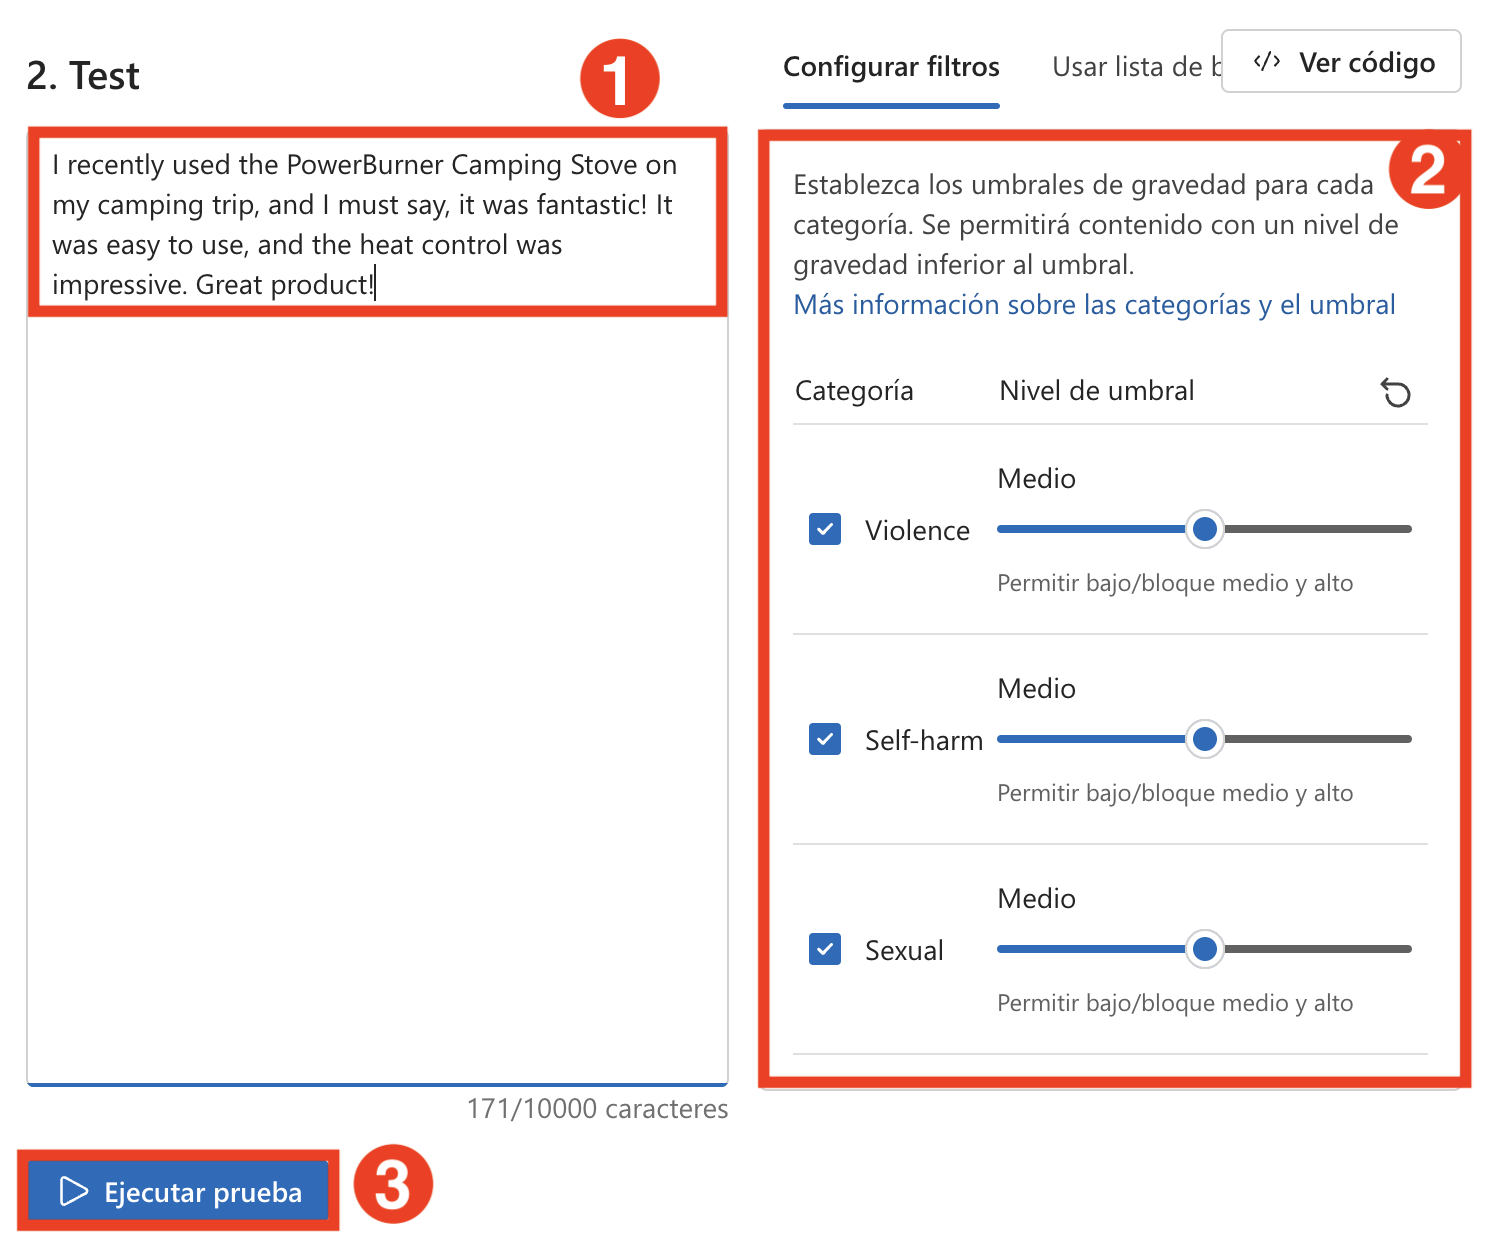 2. Test
1
I recently used the PowerBurner Camping Stove on
my camping trip, and I must say, it was fantastic! It
was easy to use, and the heat control was
impressive. Great product!
171/10000 caracteres
Ejecutar prueba
3
Configurar filtros
Usar lista de
</> Ver código
2
Establezca los umbrales de gravedad para cada
categoría. Se permitirá contenido con un nivel de
gravedad inferior al umbral.
Más información sobre las categorías y el umbral
Categoría Nivel de umbral
Medio
Violence
Permitir bajo/bloque medio y alto
Medio
Self-harm
Permitir bajo/bloque medio y alto
Medio
Sexual
Permitir bajo/bloque medio y alto